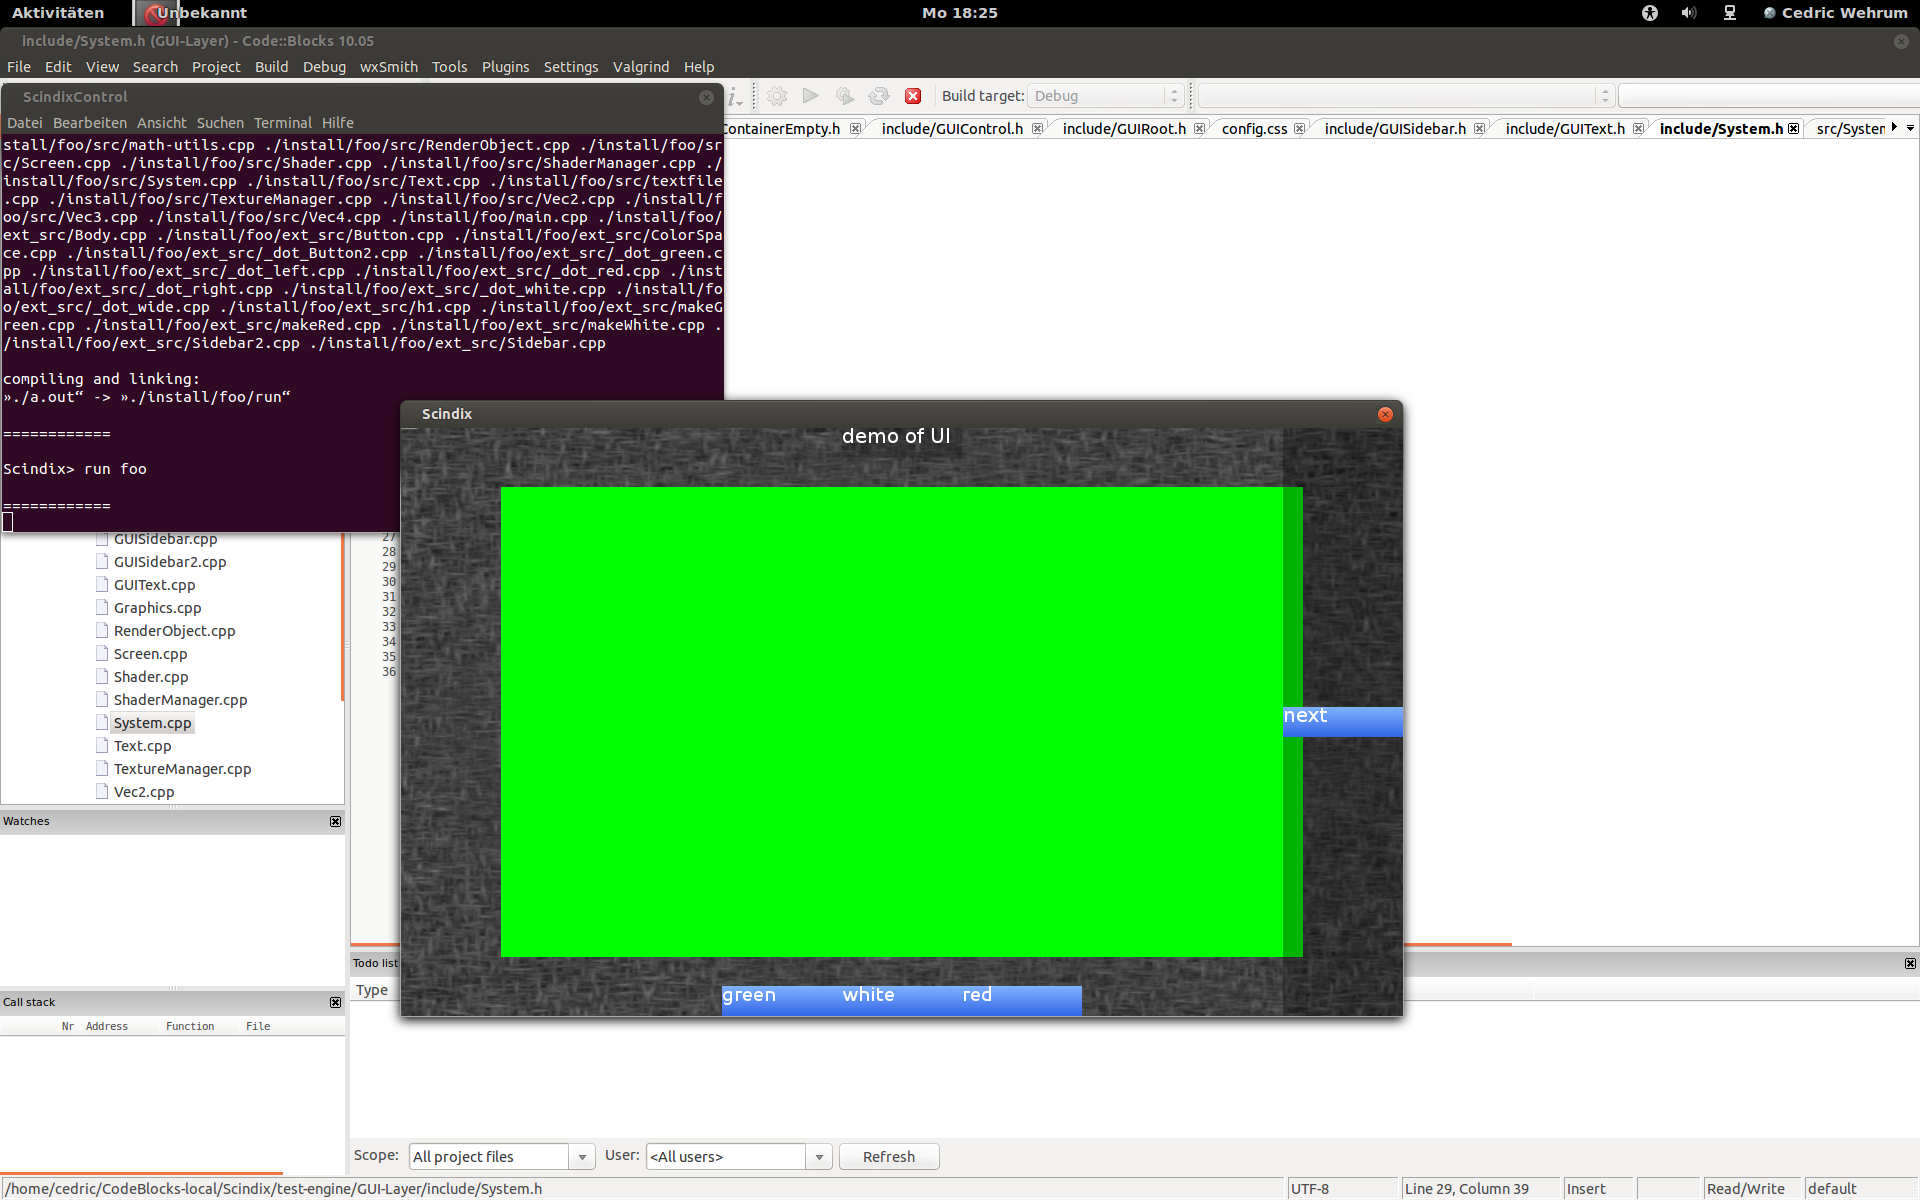 Aktivitäten Unbekannt Mo 18:25 Cedric Wehrum
include/System.h (GUI-Layer) - Code::Blocks 10.05
File Edit View Search Project Build Debug wxSmith Tools Plugins Settings Valgrind Help
ScindixControl
Build target: Debug
Datei Bearbeiten Ansicht Suchen Terminal Hilfe
ContainerEmpty.h include/GUIControl.h include/GUIRoot.h config.css include/GUISidebar.h include/GUIText.h include/System.h src/System
stall/foo/src/math-utils.cpp ./install/foo/src/RenderObject.cpp ./install/foo/sr
c/Screen.cpp ./install/foo/src/Shader.cpp ./install/foo/src/ShaderManager.cpp ./
install/foo/src/System.cpp ./install/foo/src/Text.cpp ./install/foo/src/textfile
.cpp ./install/foo/src/TextureManager.cpp ./install/foo/src/Vec2.cpp ./install/f
oo/src/Vec3.cpp ./install/foo/src/Vec4.cpp ./install/foo/main.cpp ./install/foo/
ext_src/Body.cpp ./install/foo/ext_src/Button.cpp ./install/foo/ext_src/ColorSpa
ce.cpp ./install/foo/ext_src/_dot_Button2.cpp ./install/foo/ext_src/_dot_green.c
pp ./install/foo/ext_src/_dot_left.cpp ./install/foo/ext_src/_dot_red.cpp ./inst
all/foo/ext_src/_dot_right.cpp ./install/foo/ext_src/_dot_white.cpp ./install/fo
o/ext_src/_dot_wide.cpp ./install/foo/ext_src/h1.cpp ./install/foo/ext_src/makeG
reen.cpp ./install/foo/ext_src/makeRed.cpp ./install/foo/ext_src/makeWhite.cpp .
/install/foo/ext_src/Sidebar2.cpp ./install/foo/ext_src/Sidebar.cpp
compiling and linking:
»./a.out“ -> »./install/foo/run“
============
Scindix> run foo
============
Scindix
demo of UI
next
green white red
GUISidebar.cpp
GUISidebar2.cpp
GUIText.cpp
Graphics.cpp
RenderObject.cpp
Screen.cpp
Shader.cpp
ShaderManager.cpp
System.cpp
Text.cpp
TextureManager.cpp
Vec2.cpp
27
28
29
30
31
32
33
34
35
36
Watches
Call stack
Nr Address Function File
Todo list
Type
Scope: All project files User: <All users> Refresh
/home/cedric/CodeBlocks-local/Scindix/test-engine/GUI-Layer/include/System.h UTF-8 Line 29, Column 39 Insert Read/Write default